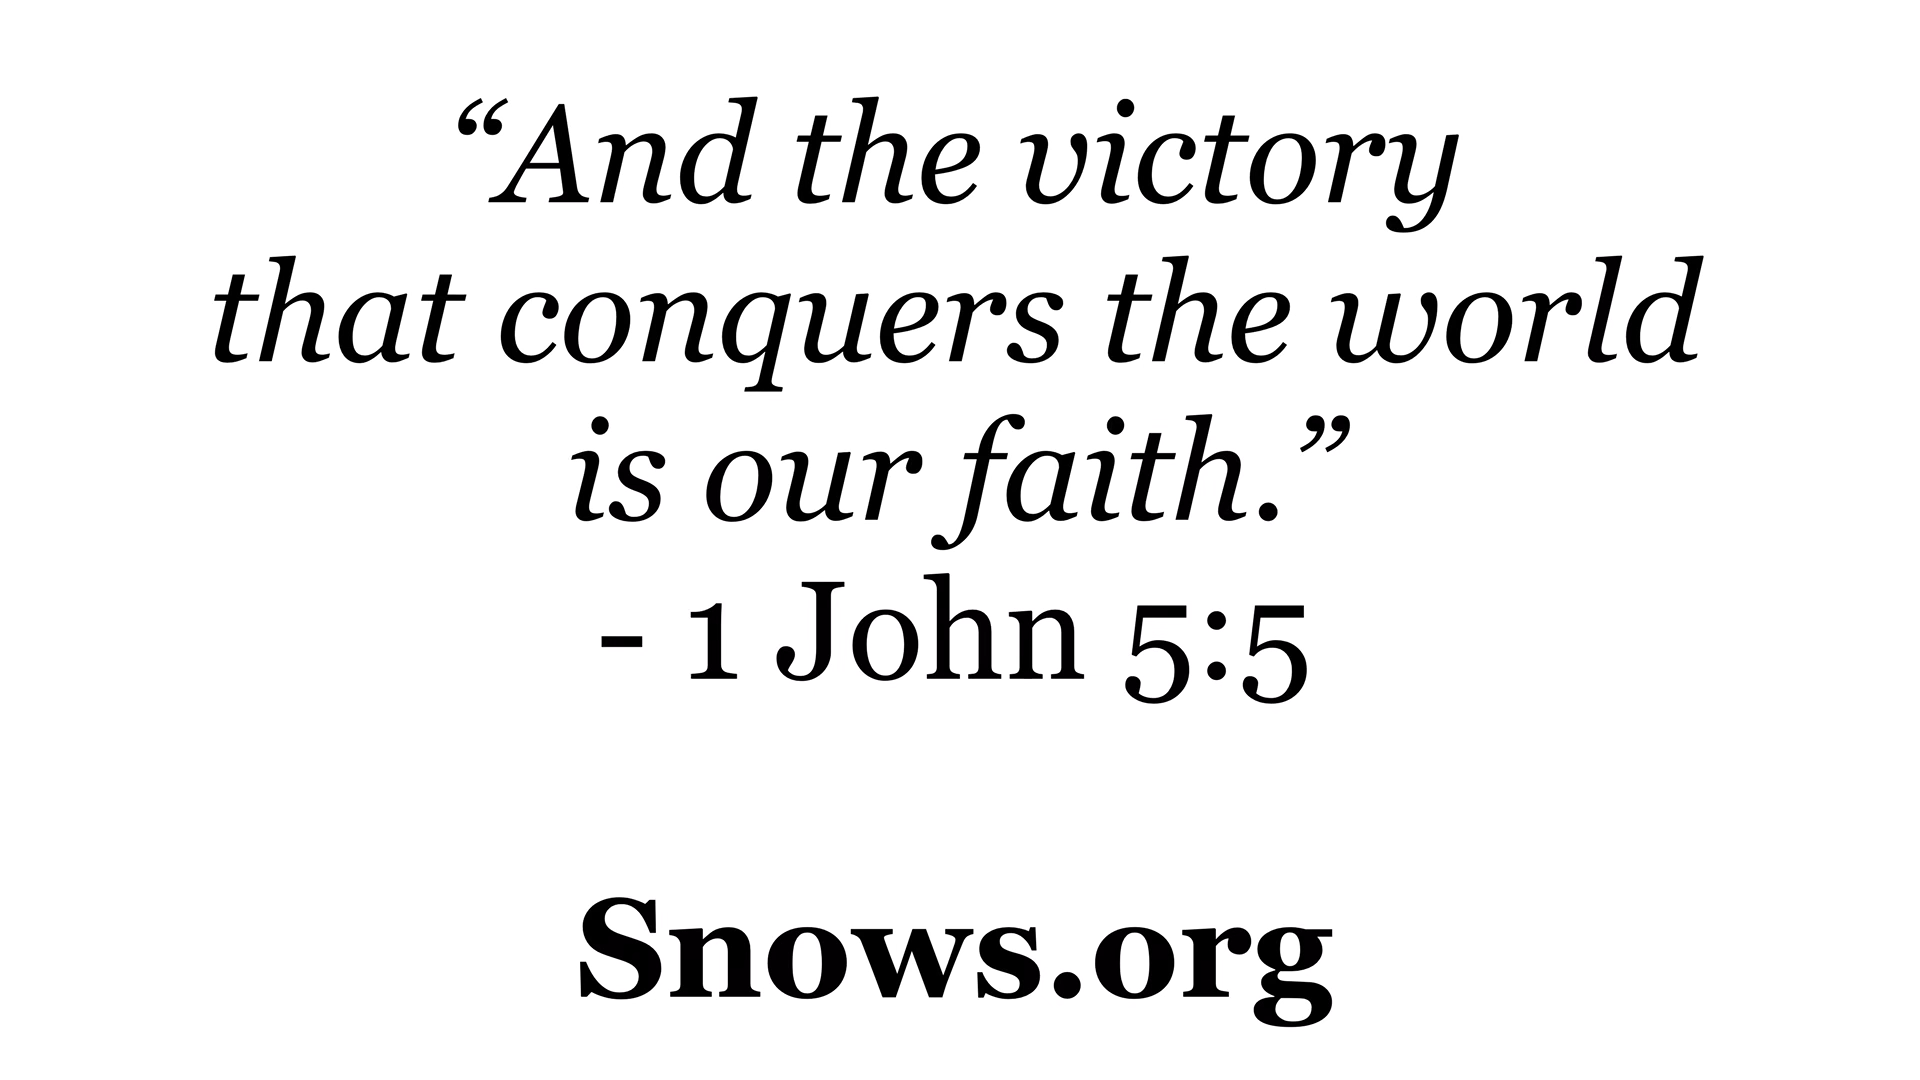 “And the victory
that conquers the world
is our faith.”
- 1 John 5:5
Snows.org